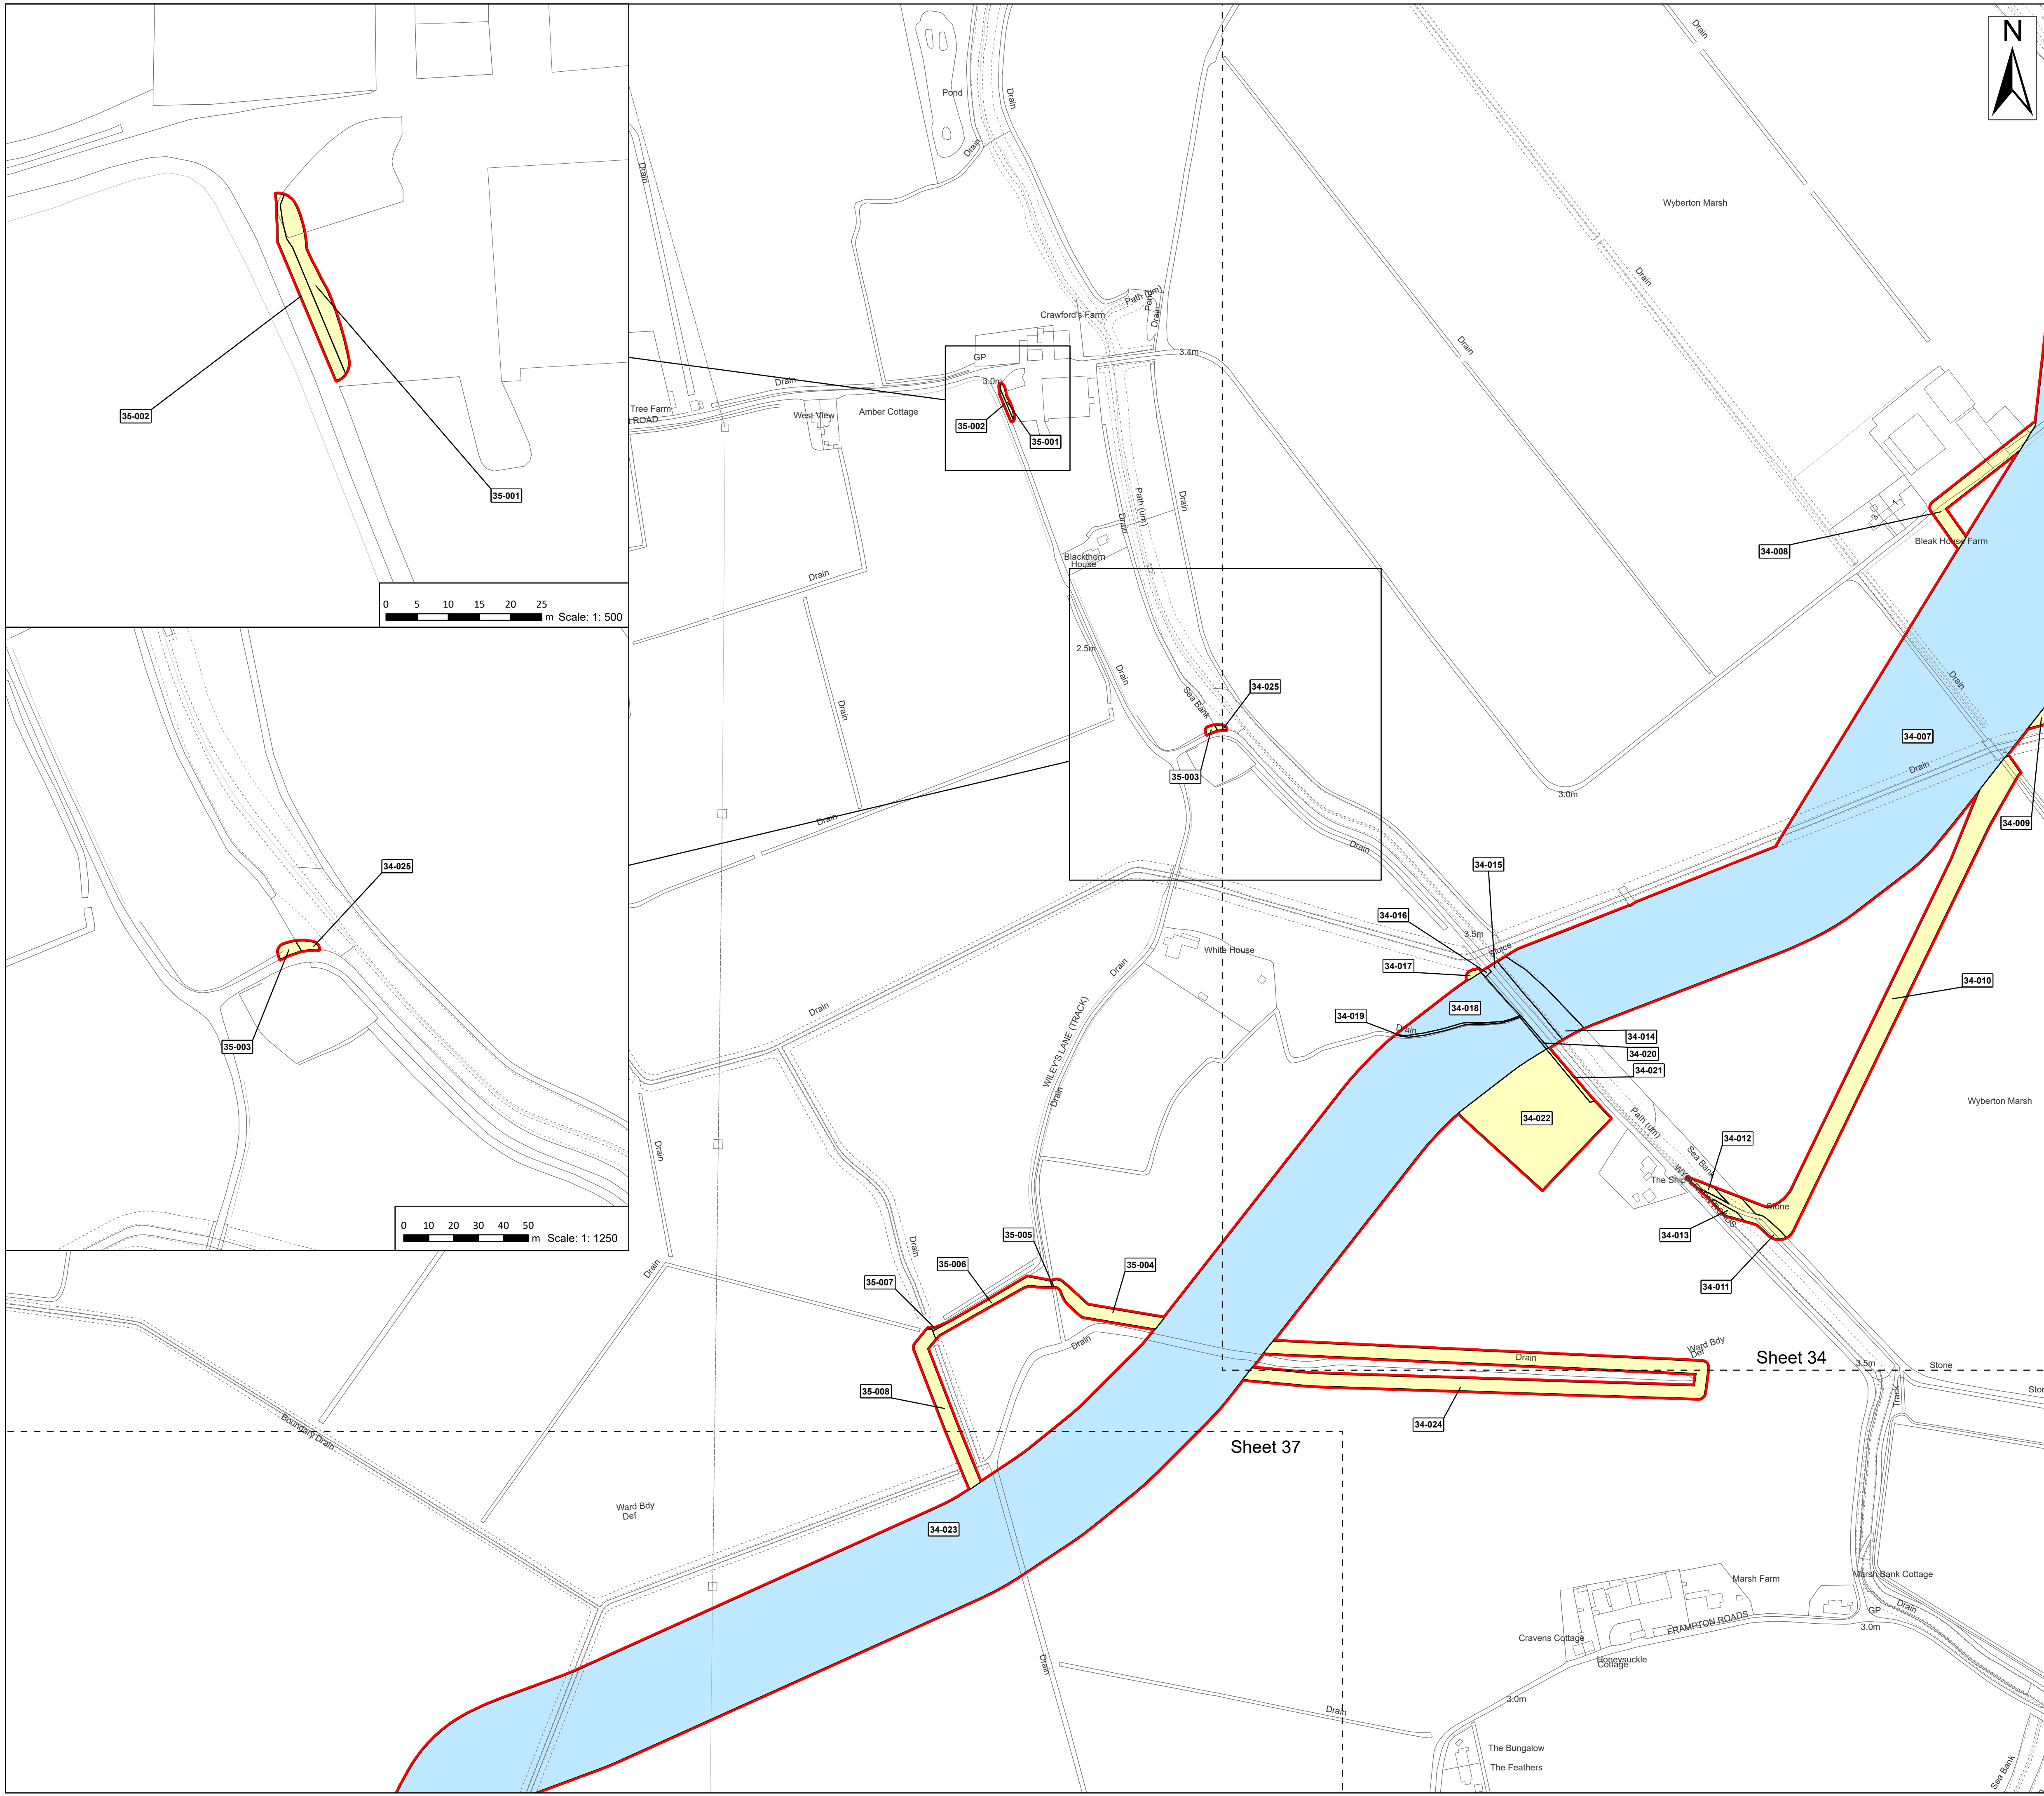 N
Pond
Drain
Drain
Drain
Drain
Drain
Wyberton Marsh
Drain
Drain
Path (um)
Pond
Drain
Crawford's Farm
3.4m
GP
3.0m
Drain
Tree Farm
ROAD
West View
Amber Cottage
35-002
35-001
35-002
35-001
0 5 10 15 20 25
m Scale: 1: 500
Path (um)
Drain
Drain
Blackthorn
House
Drain
3
1
Bleak House Farm
34-008
2.5m
Drain
Drain
Sea Bank
34-025
35-003
Drain
34-007
Drain
34-009
3.0m
Drain
Drain
34-025
35-003
0 10 20 30 40 50
m Scale: 1: 1250
34-015
34-016
3.5m
Sluice
34-017
White House
Drain
34-018
34-019
Drain
34-010
Drain
WILEY'S LANE (TRACK)
Drain
34-014
34-020
34-021
34-022
Path (um)
Wyberton Marsh
34-012
Sea Bank
The Ship
WYBERTON ROADS
Stone
34-013
34-011
Drain
Drain
35-005
35-006
35-004
35-007
Drain
Drain
Drain
Ward Bdy
Def
Sheet 34
3.5m
Stone
Track
35-008
34-024
Boundary Drain
Sheet 37
Ward Bdy
Def
34-023
Marsh Farm
Marsh Bank Cottage
GP
Drain
3.0m
FRAMPTON ROADS
Cravens Cottage
Honeysuckle
Cottage
Drain
Drain
3.0m
The Bungalow
The Feathers
Sea Bank